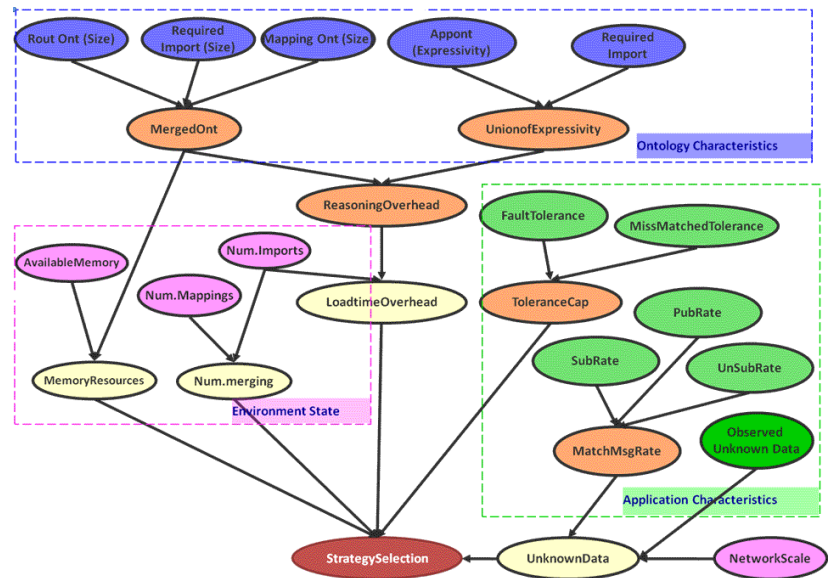 Rout Ont (Size)
Required
Import (Size)
Mapping Ont (Size)
Appont
(Expressivity)
Required
Import
MergedOnt
UnionofExpressivity
Ontology Characteristics
ReasoningOverhead
FaultTolerance
MissMatchedTolerance
AvailableMemory
Num.Imports
Num.Mappings
LoadtimeOverhead
ToleranceCap
PubRate
SubRate
UnSubRate
MemoryResources
Num.merging
Environment State
MatchMsgRate
Observed
Unknown Data
Application Characteristics
StrategySelection
UnknownData
NetworkScale